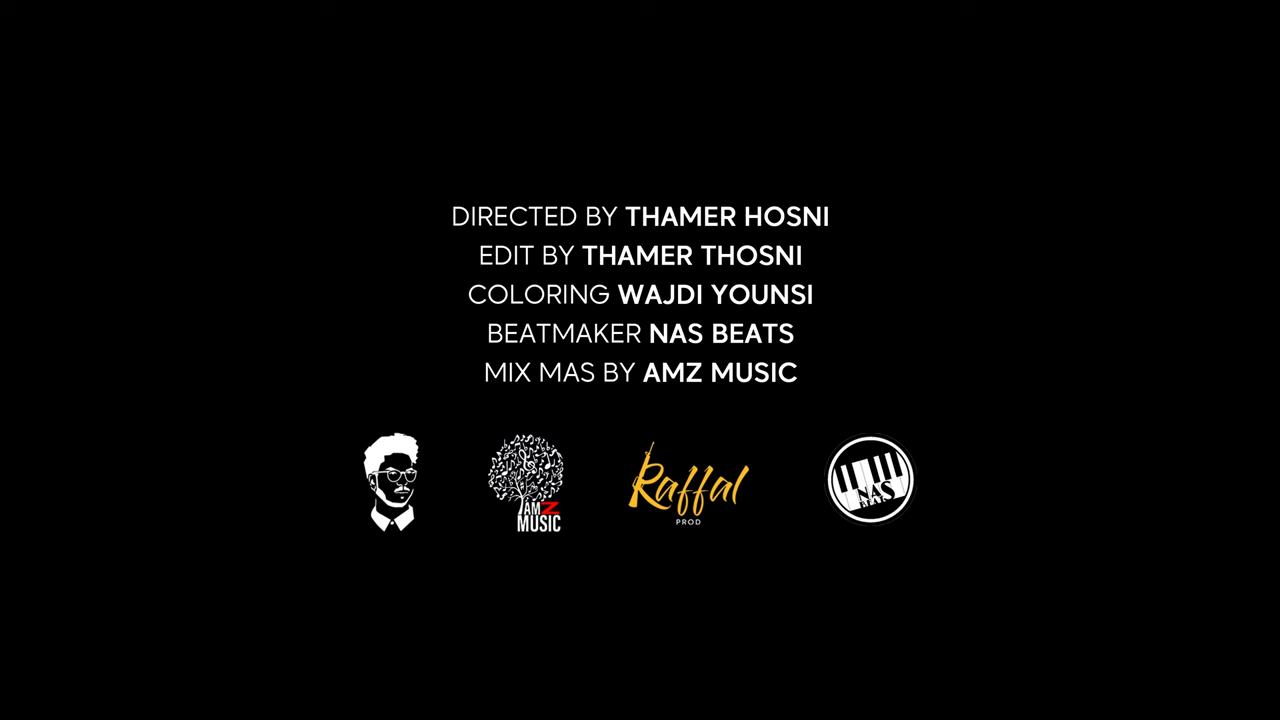 DIRECTED BY THAMER HOSNI
EDIT BY THAMER THOSNI
COLORING WAJDI YOUNSI
BEATMAKER NAS BEATS
MIX MAS BY AMZ MUSIC
AMZ
MUSIC
Raffal
PROD
NAS
BEATS